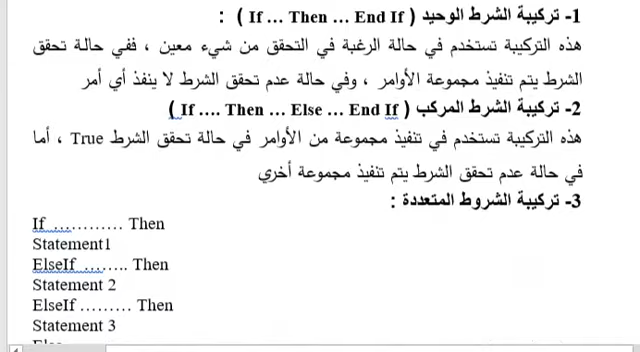 1- تركيبة الشرط الوحيد ( If … Then … End If ) :
هذه التركيبة تستخدم في حالة الرغبة في التحقق من شيء معين ، ففي حالة تحقق
الشرط يتم تنفيذ مجموعة الأوامر ، وفي حالة عدم تحقق الشرط لا ينفذ أي أمر
2- تركيبة الشرط المركب ( If …. Then … Else … End If )
هذه التركيبة تستخدم في تنفيذ مجموعة من الأوامر في حالة تحقق الشرط True ، أما
في حالة عدم تحقق الشرط يتم تنفيذ مجموعة أخري
3- تركيبة الشروط المتعددة :
If ………… Then
Statement1
ElseIf …….. Then
Statement 2
ElseIf ……… Then
Statement 3